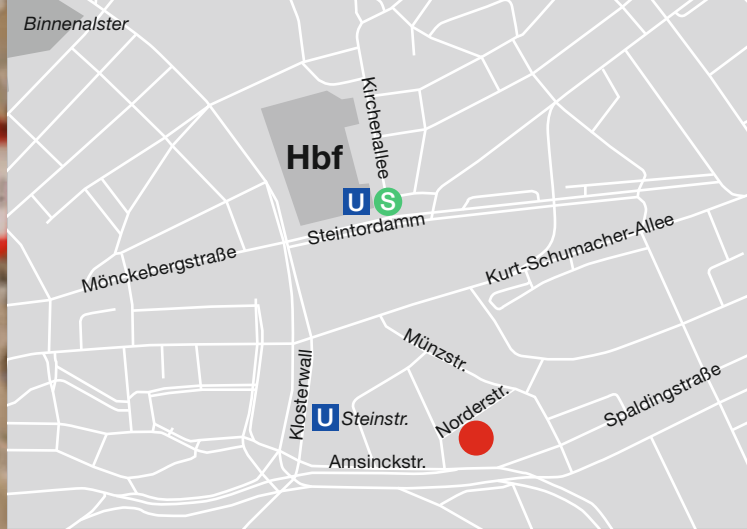 Binnenalster
Kirchenallee
Hbf
U S
Steintordamm
Mönckebergstraße
Kurt-Schumacher-Allee
Münzstr.
Klosterwall
U Steinstr.
Norderstr.
Spaldingstraße
Amsinckstr.